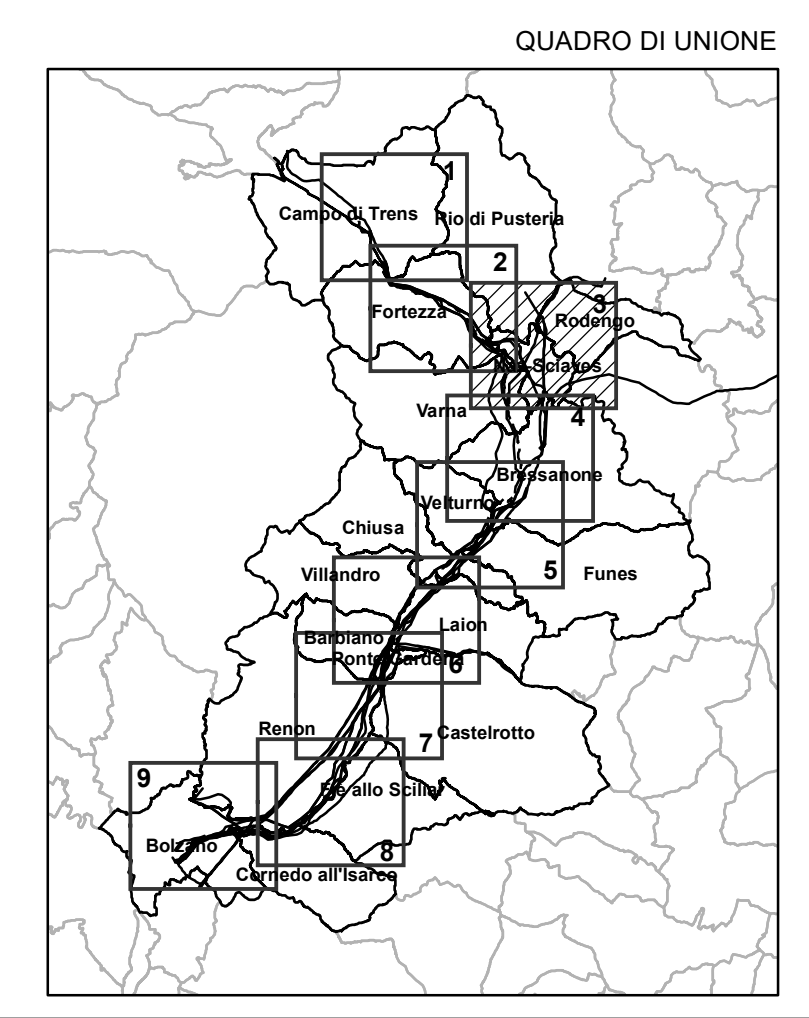 QUADRO DI UNIONE
1
Campo di Trens
Rio di Pusteria
2
3
Fortezza
Rodengo
Naz-Sciaves
Varna
4
Bressanone
Velturno
Chiusa
5
Villandro
Funes
Laion
Barbiano
Ponte Gardena
6
Renon
7
Castelrotto
9
Fie allo Sciliar
Bolzano
8
Cornedo all'Isarco